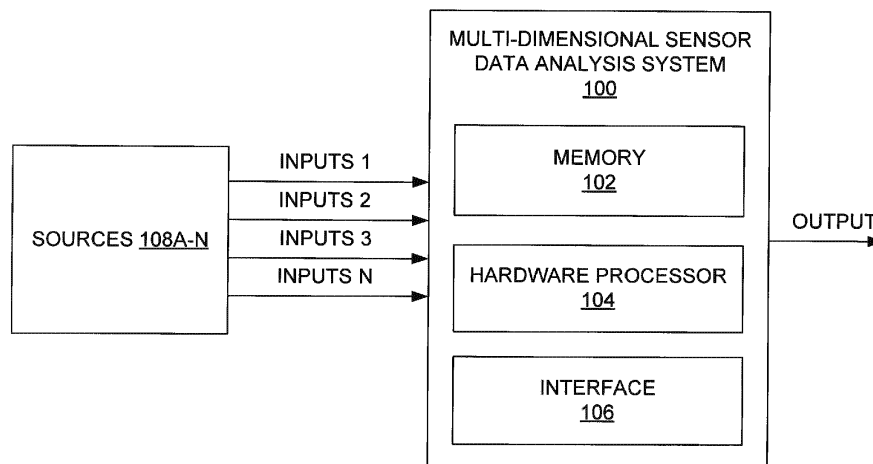 MULTI-DIMENSIONAL SENSOR
DATA ANALYSIS SYSTEM
100
MEMORY
102
HARDWARE PROCESSOR
104
INTERFACE
106
SOURCES 108A-N
INPUTS 1
INPUTS 2
INPUTS 3
INPUTS N
OUTPUT